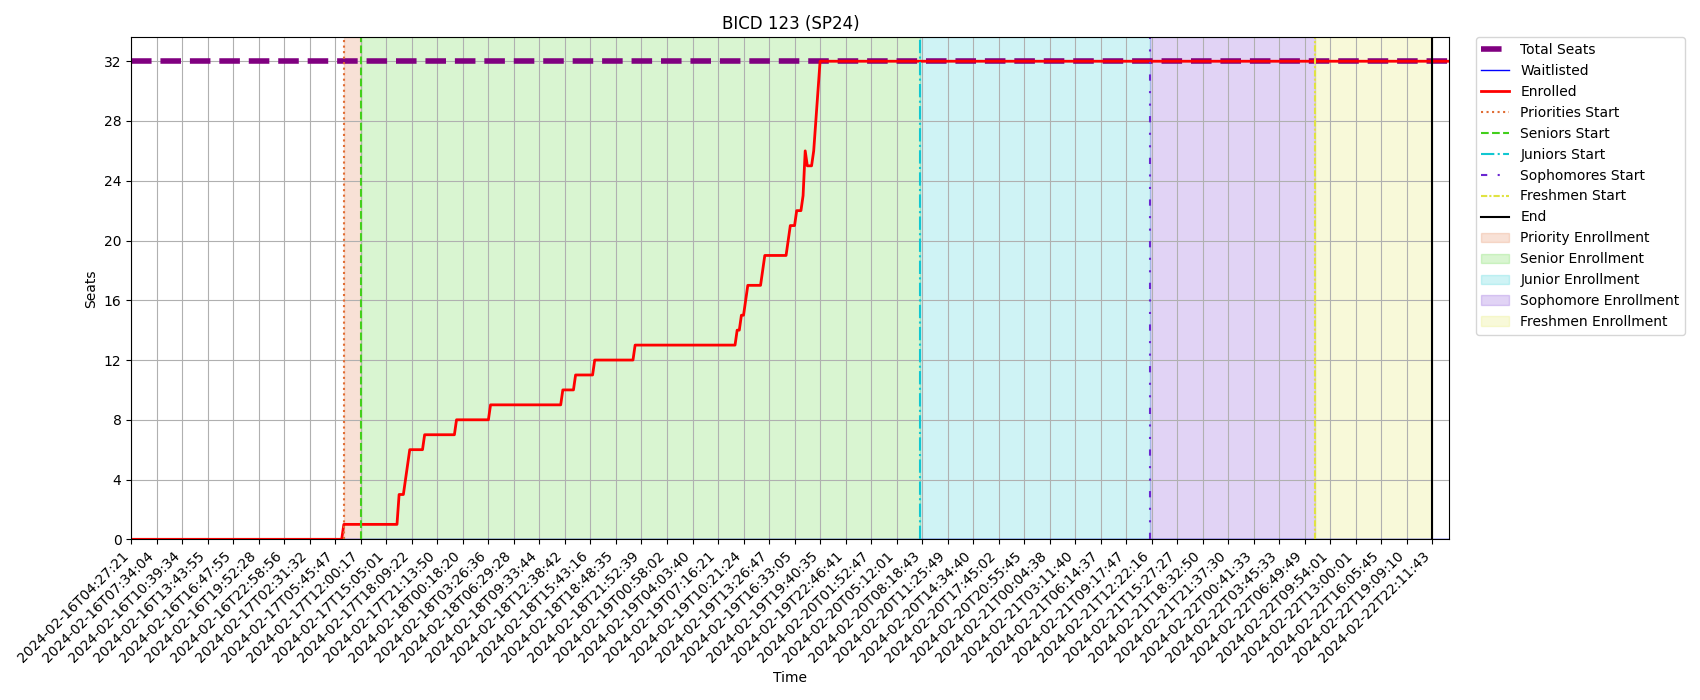 BICD 123 (SP24)
Seats
32
28
24
20
16
12
8
4
0
2024-02-16T04:27:21
2024-02-16T07:34:04
2024-02-16T10:39:34
2024-02-16T13:43:55
2024-02-16T16:47:55
2024-02-16T19:52:28
2024-02-16T22:58:56
2024-02-17T02:31:32
2024-02-17T05:45:47
2024-02-17T12:00:17
2024-02-17T15:05:01
2024-02-17T18:09:22
2024-02-17T21:13:50
2024-02-18T00:18:20
2024-02-18T03:26:36
2024-02-18T06:29:28
2024-02-18T09:33:44
2024-02-18T12:38:42
2024-02-18T15:43:16
2024-02-18T18:48:35
2024-02-18T21:52:39
2024-02-19T00:58:02
2024-02-19T04:03:40
2024-02-19T07:16:21
2024-02-19T10:21:24
2024-02-19T13:26:47
2024-02-19T16:33:05
2024-02-19T19:40:35
2024-02-19T22:46:41
2024-02-20T01:52:47
2024-02-20T05:12:01
2024-02-20T08:18:43
2024-02-20T11:25:49
2024-02-20T14:34:40
2024-02-20T17:45:02
2024-02-20T20:55:45
2024-02-21T00:04:38
2024-02-21T03:11:40
2024-02-21T06:14:37
2024-02-21T09:17:47
2024-02-21T12:22:16
2024-02-21T15:27:27
2024-02-21T18:32:50
2024-02-21T21:37:30
2024-02-22T00:41:33
2024-02-22T03:45:33
2024-02-22T06:49:49
2024-02-22T09:54:01
2024-02-22T13:00:01
2024-02-22T16:05:45
2024-02-22T19:09:10
2024-02-22T22:11:43
Time
Total Seats
Waitlisted
Enrolled
Priorities Start
Seniors Start
Juniors Start
Sophomores Start
Freshmen Start
End
Priority Enrollment
Senior Enrollment
Junior Enrollment
Sophomore Enrollment
Freshmen Enrollment